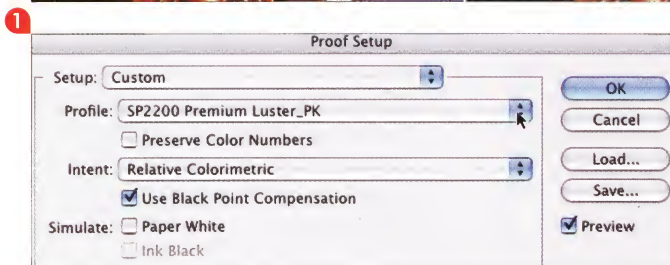 1
Proof Setup
Setup: Custom
OK
Profile: SP2200 Premium Luster_PK
Cancel
Preserve Color Numbers
Load...
Intent: Relative Colorimetric
Save...
Use Black Point Compensation
Simulate: Paper White
Preview
Ink Black